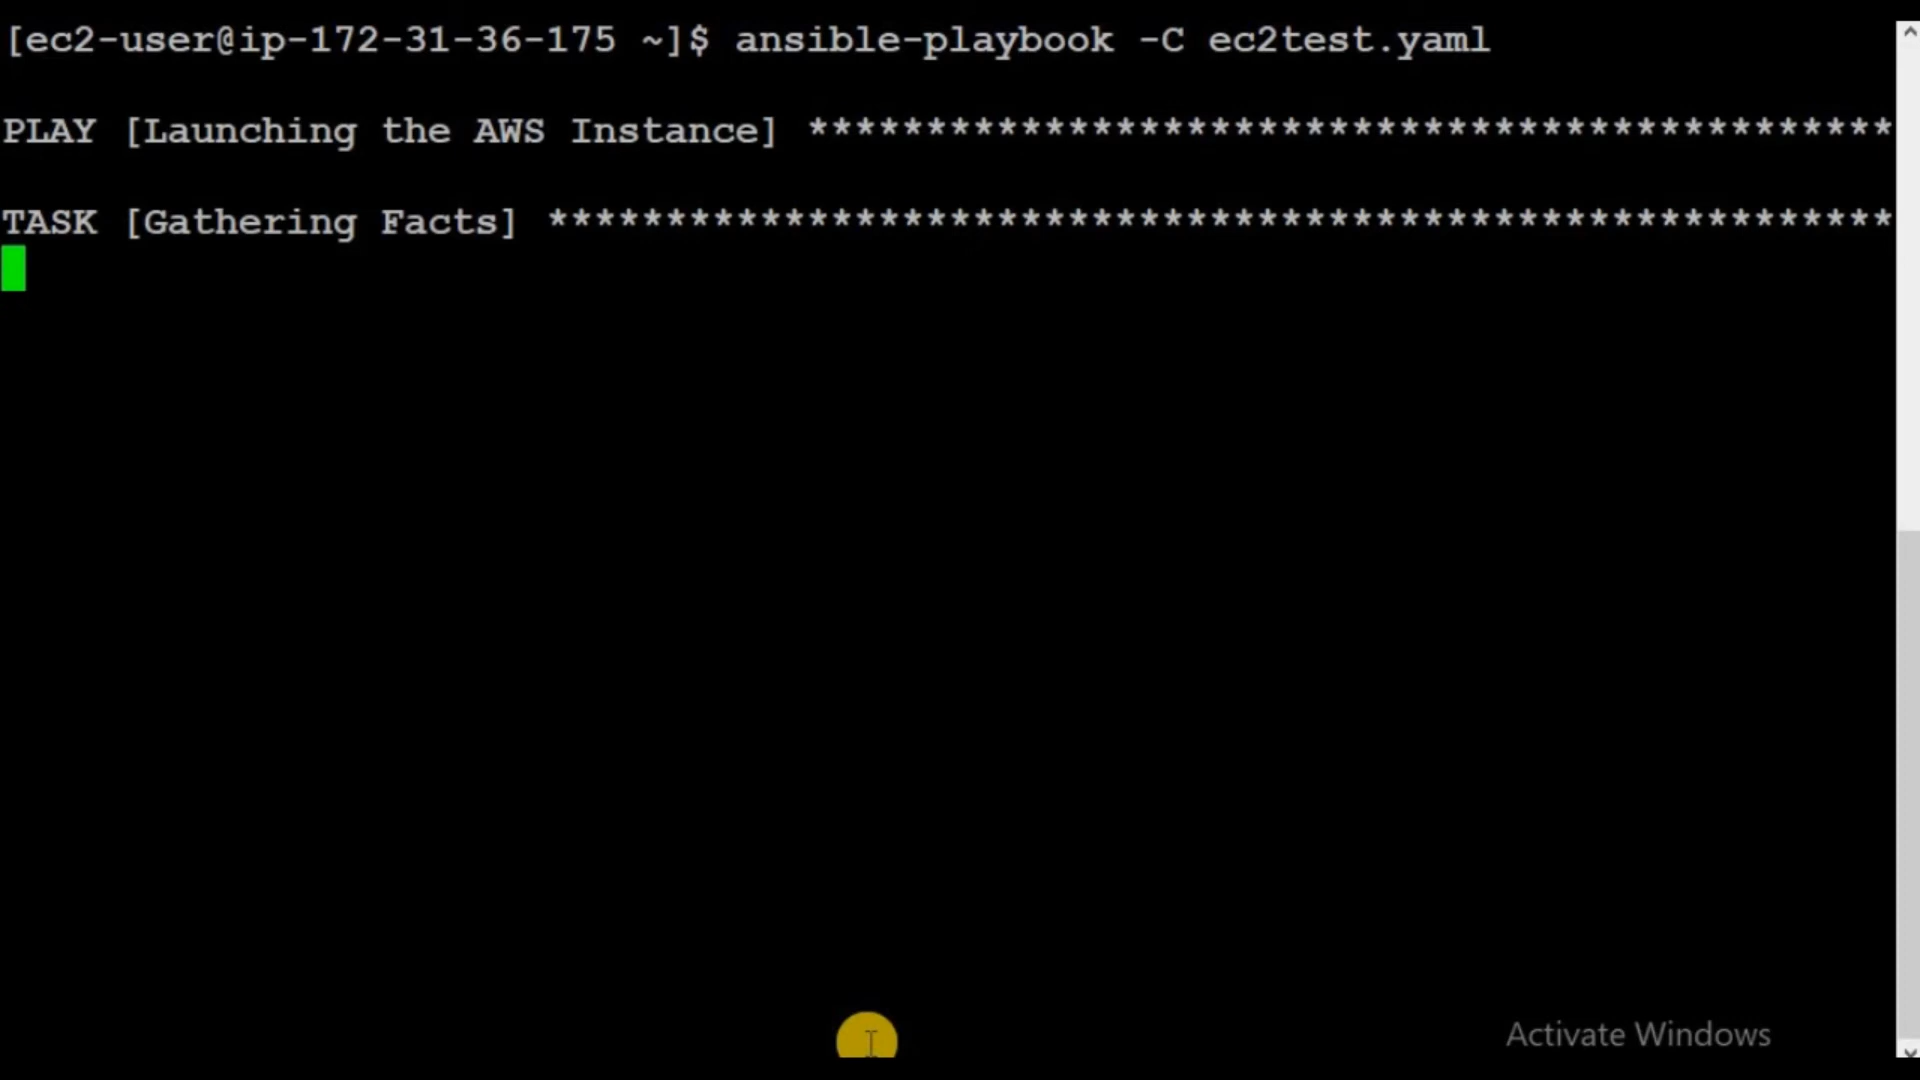 [ec2-user@ip-172-31-36-175 ~]$ ansible-playbook -C ec2test.yaml
PLAY [Launching the AWS Instance] **********************************************
TASK [Gathering Facts] *********************************************************
Activate Windows